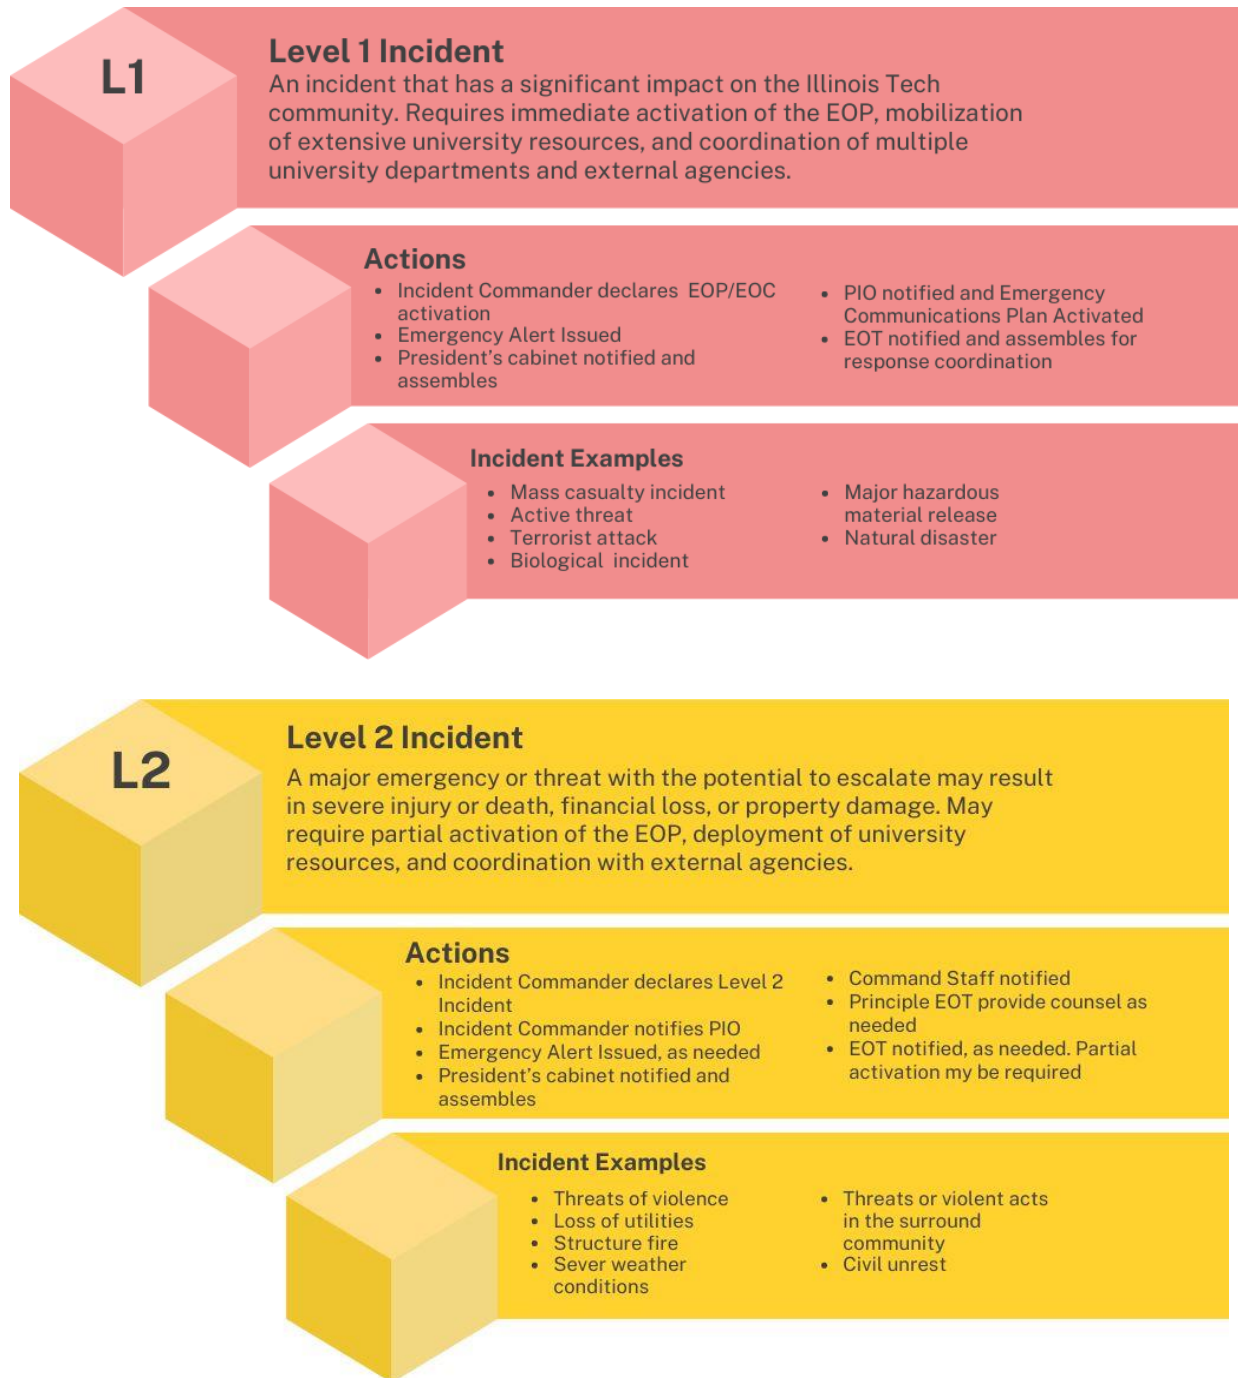 L1
Level 1 Incident
An incident that has a significant impact on the Illinois Tech
community. Requires immediate activation of the EOP, mobilization
of extensive university resources, and coordination of multiple
university departments and external agencies.
Actions
• Incident Commander declares EOP/EOC
activation
• Emergency Alert Issued
• President's cabinet notified and
assembles
• PIO notified and Emergency
Communications Plan Activated
• EOT notified and assembles for
response coordination
Incident Examples
• Mass casualty incident
• Active threat
• Terrorist attack
• Biological incident
• Major hazardous
material release
• Natural disaster
L2
Level 2 Incident
A major emergency or threat with the potential to escalate may result
in severe injury or death, financial loss, or property damage. May
require partial activation of the EOP, deployment of university
resources, and coordination with external agencies.
Actions
• Incident Commander declares Level 2
Incident
• Incident Commander notifies PIO
• Emergency Alert Issued, as needed
• President's cabinet notified and
assembles
• Command Staff notified
• Principle EOT provide counsel as
needed
• EOT notified, as needed. Partial
activation my be required
Incident Examples
• Threats of violence
• Loss of utilities
• Structure fire
• Sever weather
conditions
• Threats or violent acts
in the surround
community
• Civil unrest